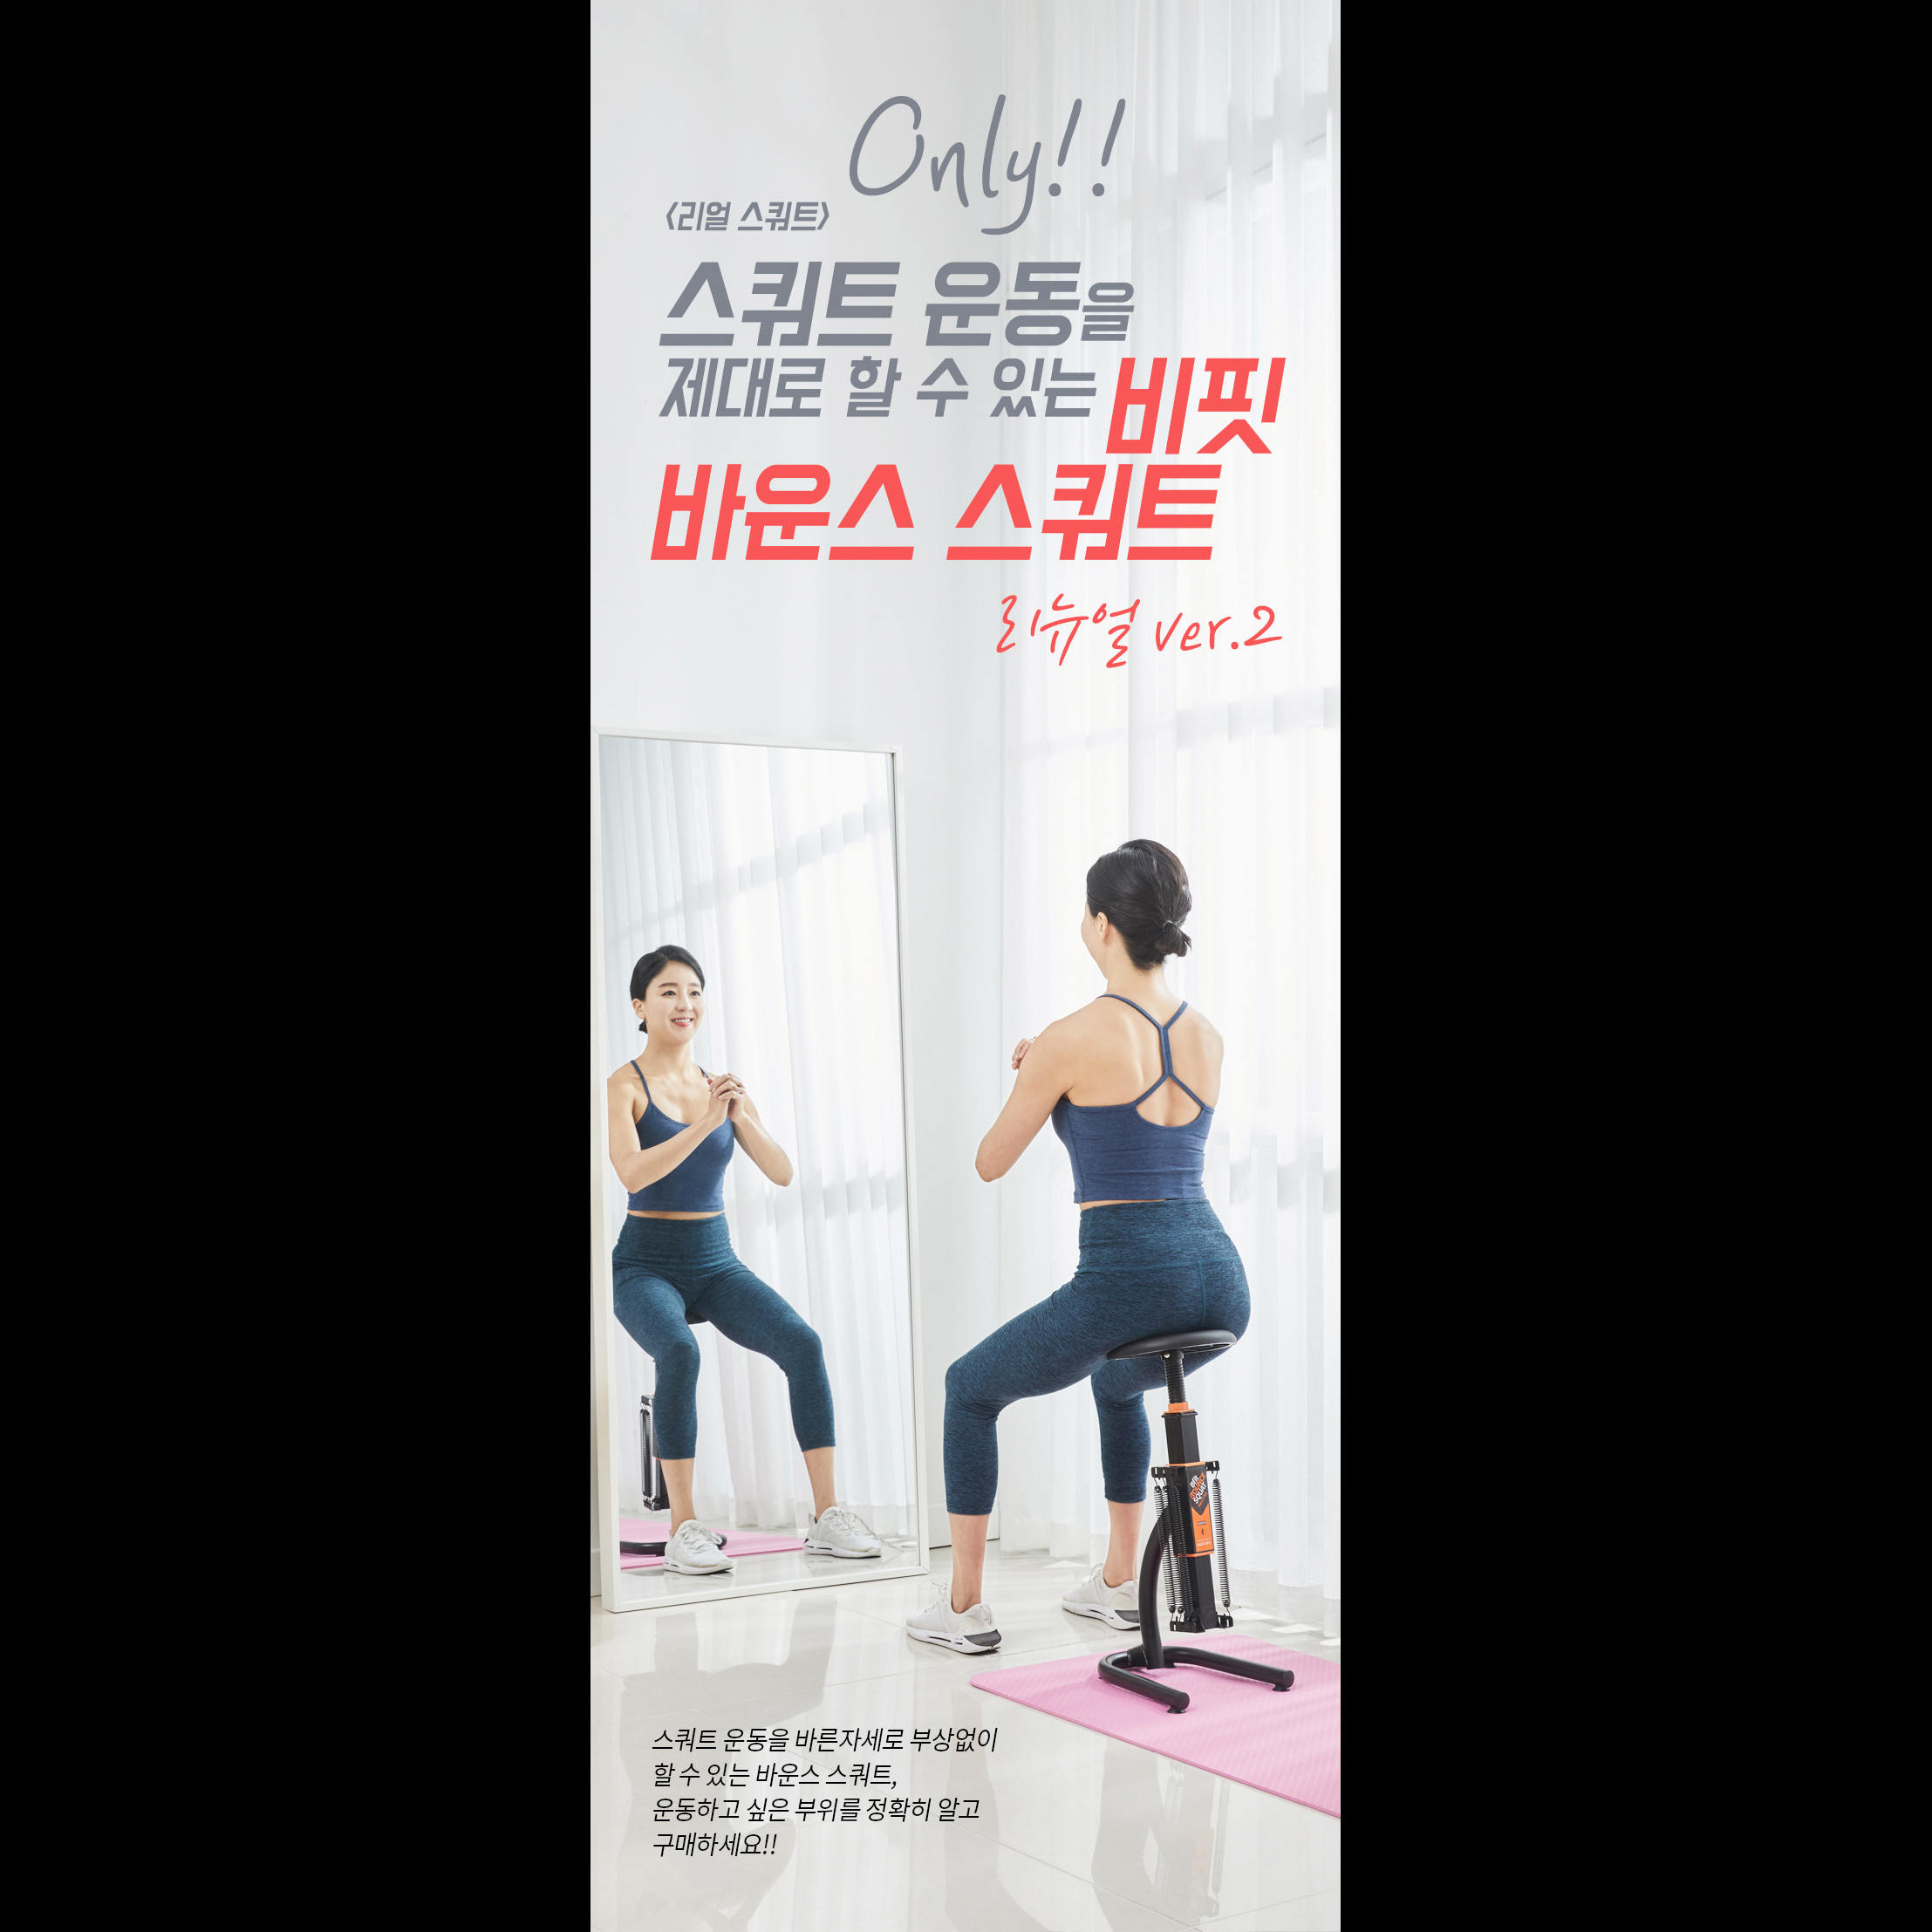 Only!!
<리얼 스쿼트>
스쿼트 운동을
제대로 할 수 있는 비핏
바운스 스쿼트
리뉴얼 ver.2
스쿼트 운동을 바른자세로 부상없이
할 수 있는 바운스 스쿼트,
운동하고 싶은 부위를 정확히 알고
구매하세요!!